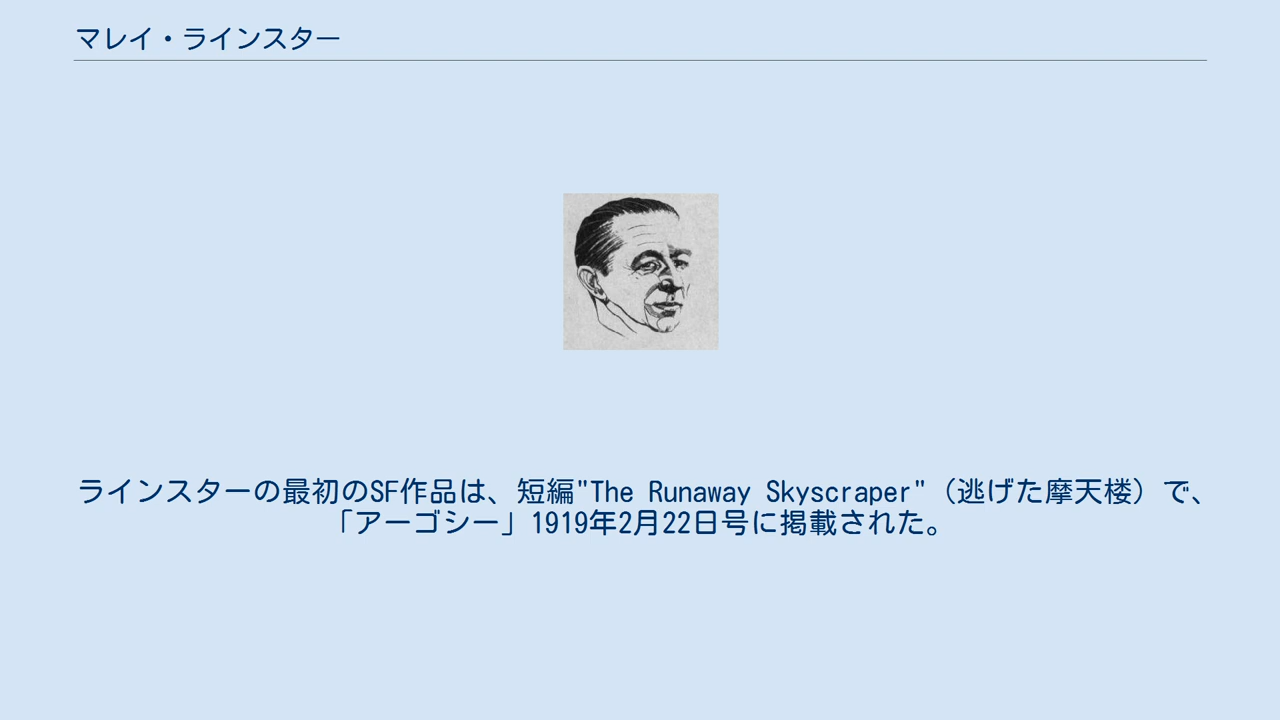 マレイ・ラインスター
ラインスターの最初のSF作品は、短編"The Runaway Skyscraper"（逃げた摩天楼）で、
「アーゴシー」1919年2月22日号に掲載された。